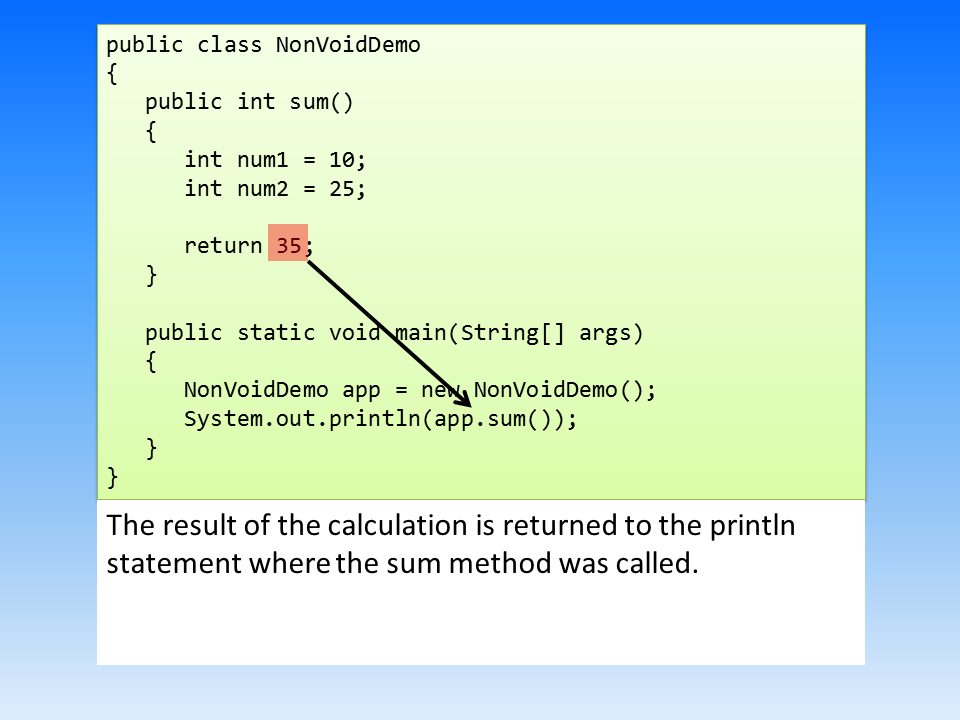 public class NonVoidDemo
{
   public int sum()
   {
      int num1 = 10;
      int num2 = 25;

      return 35;
   }

   public static void main(String[] args)
   {
      NonVoidDemo app = new NonVoidDemo();
      System.out.println(app.sum());
   }
}
The result of the calculation is returned to the println
statement where the sum method was called.